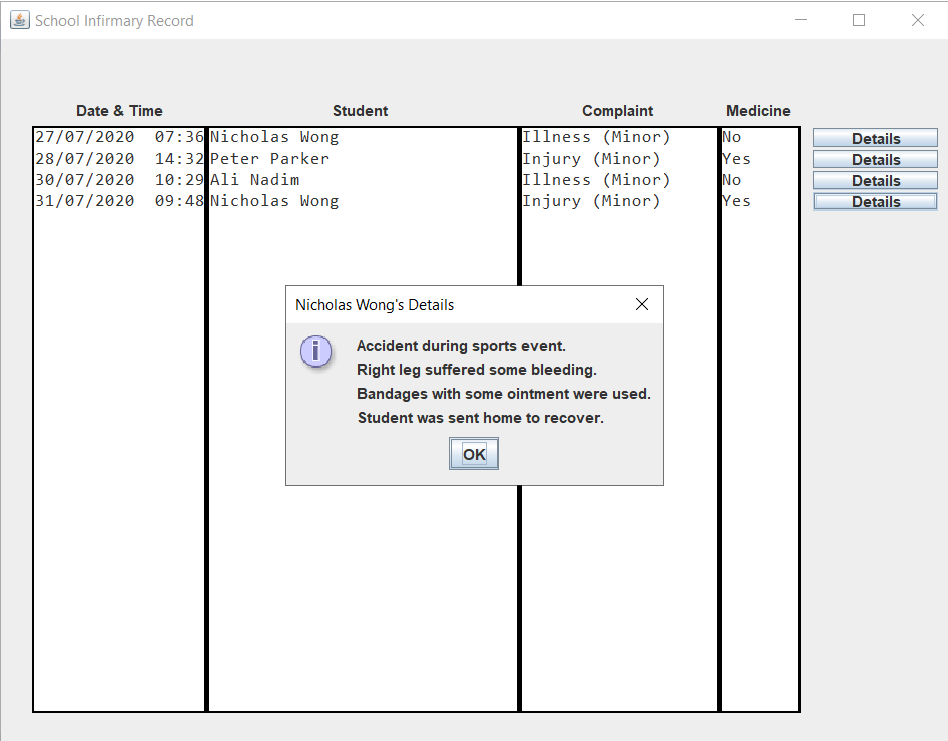 School Infirmary Record
Date & Time Student Complaint Medicine
27/07/2020 07:36 Nicholas Wong Illness (Minor) No Details
28/07/2020 14:32 Peter Parker Injury (Minor) Yes Details
30/07/2020 10:29 Ali Nadim Illness (Minor) No Details
31/07/2020 09:48 Nicholas Wong Injury (Minor) Yes Details
Nicholas Wong's Details
Accident during sports event.
Right leg suffered some bleeding.
Bandages with some ointment were used.
Student was sent home to recover.
OK